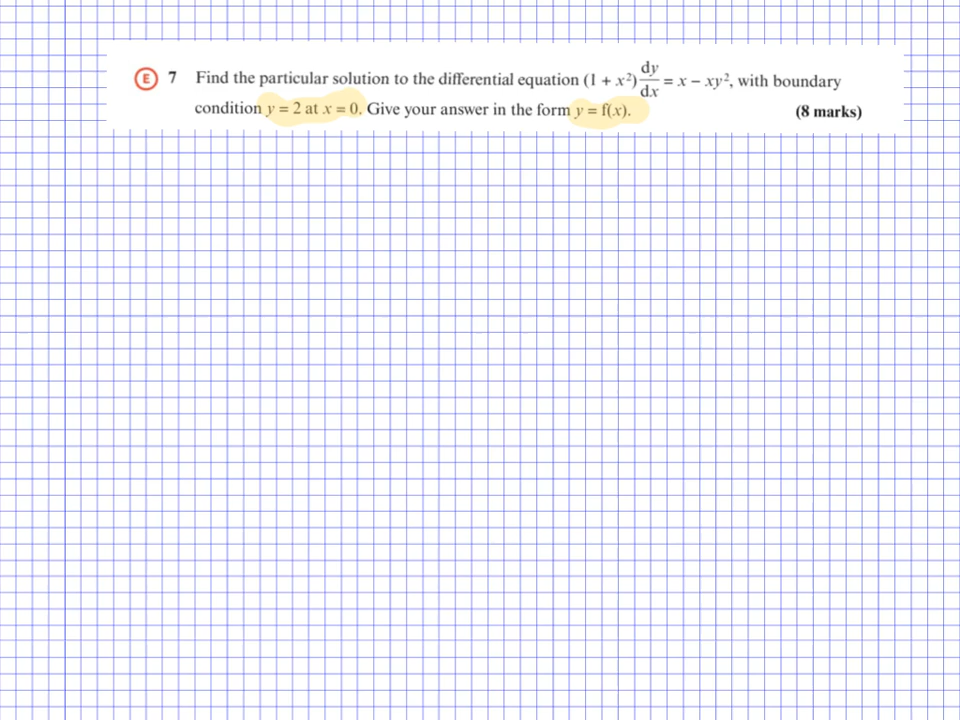 E 7 Find the particular solution to the differential equation (1 + x²) dy/dx = x − xy², with boundary
condition y = 2 at x = 0. Give your answer in the form y = f(x). (8 marks)